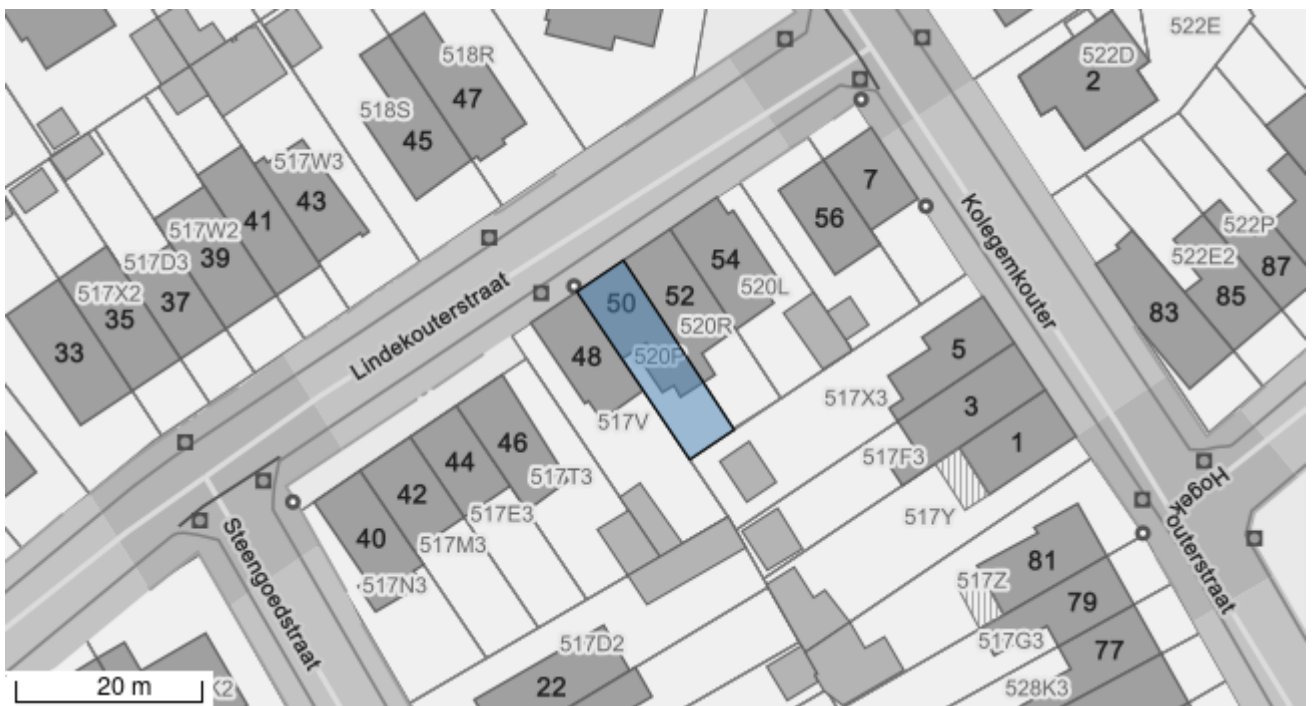 522E
518R
522D
2
47
518S
45
517W3
7
43
41
56
517W2
39
Kolegemkouter
522P
54
517D3
522E2
87
520L
37
517X2
50
52
85
35
Lindekouterstraat
520R
83
33
5
48
520P
517X3
3
517V
46
1
44
517F3
517T3
42
Hogekouterstraat
517E3
517Y
40
517M3
Steengoedstraat
81
517Z
517N3
79
517G3
517D2
77
22
528K3
20 m
K2